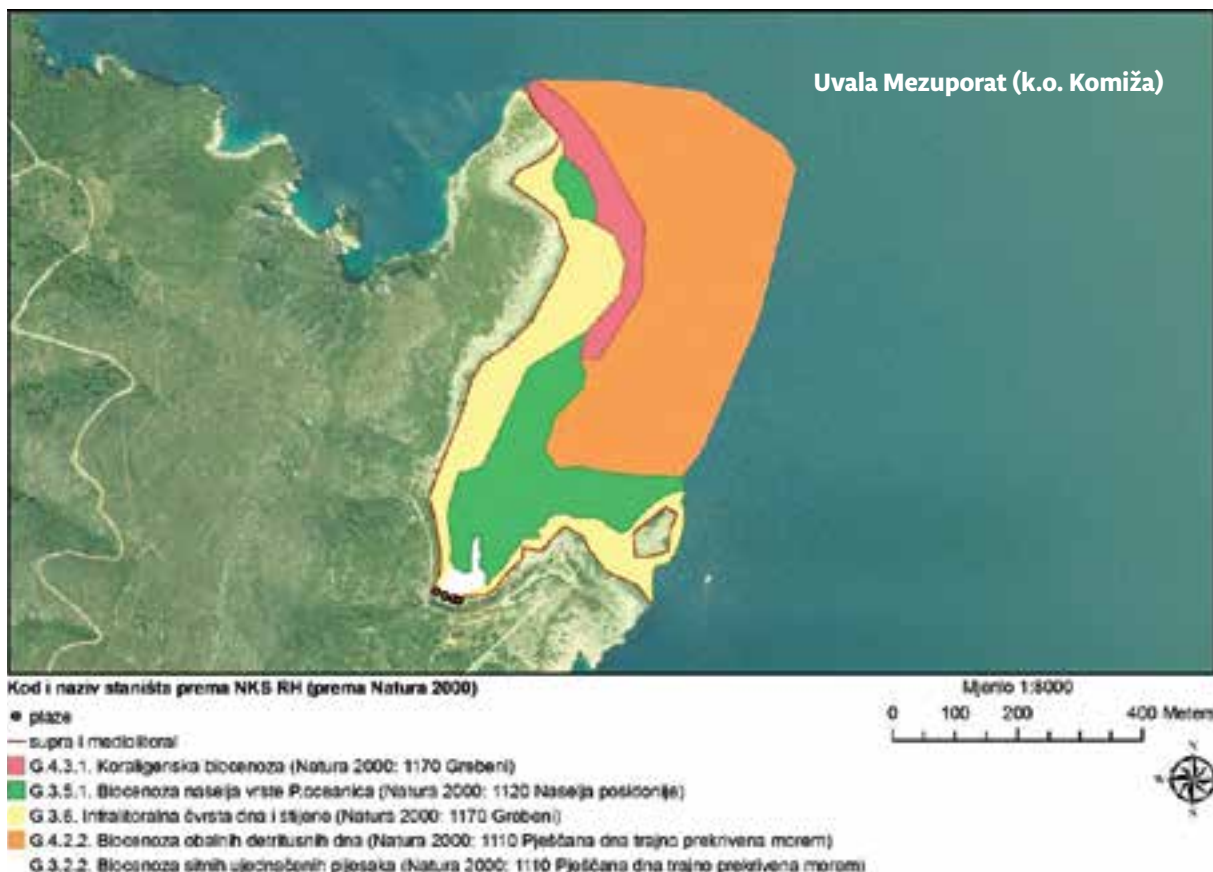 Uvala Mezuporat (k.o. Komiža)
Kod i naziv staništa prema NKS RH (prema Natura 2000)
plaže
supra i mediolitoral
G.4.3.1. Koraligenska biocenoza (Natura 2000: 1170 Grebeni)
G.3.5.1. Biocenoza naselja vrste P.oceanica (Natura 2000: 1120 Naselja posidonije)
G.3.6. Infralitoralna čvrsta dna i stijene (Natura 2000: 1170 Grebeni)
G.4.2.2. Biocenoza obalnih detritusnih dna (Natura 2000: 1110 Pješčana dna trajno prekrivena morem)
G.3.2.2. Biocenoza sitnih ujednačenih pijesaka (Natura 2000: 1110 Pješčana dna trajno prekrivena morem)
Mjerilo 1:8000
0 100 200 400 Meters